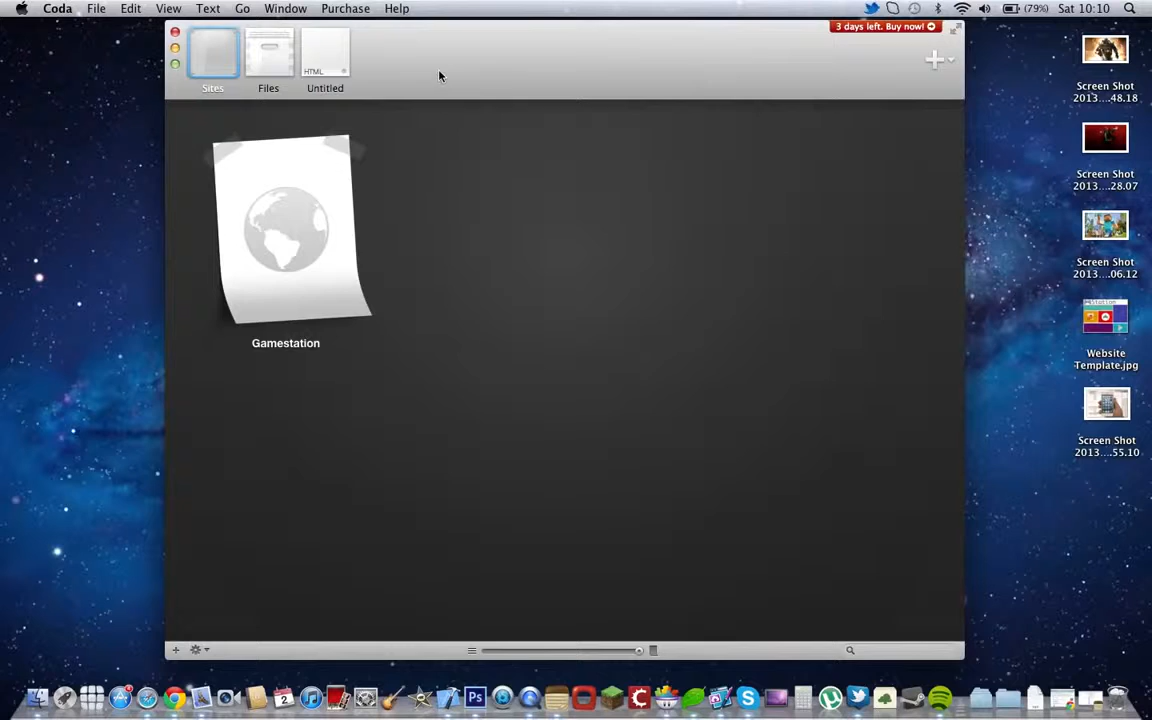 Coda File Edit View Text Go Window Purchase Help (79%) Sat 10:10
3 days left. Buy now!
HTML
Sites Files Untitled
Gamestation
Screen Shot
2013....48.18
Screen Shot
2013....28.07
Screen Shot
2013....06.12
Website
Template.jpg
Screen Shot
2013....55.10
Ps